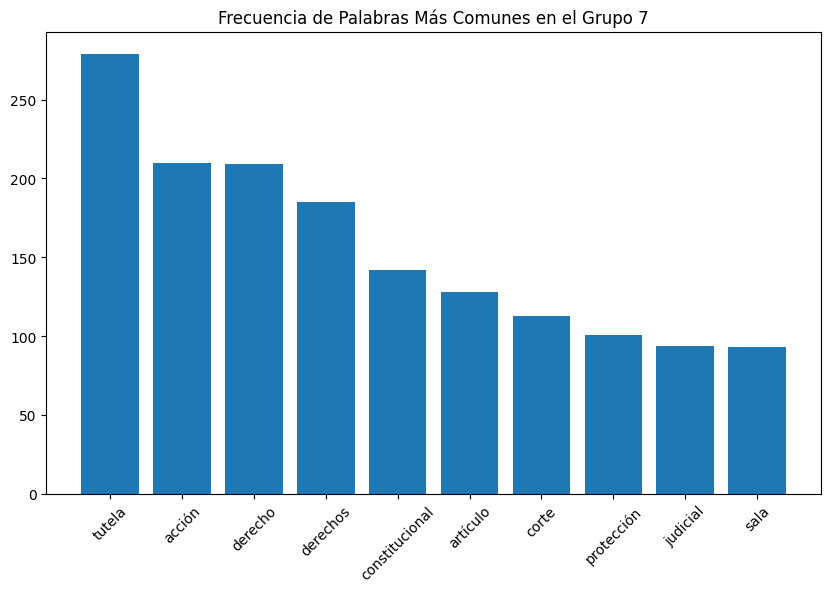 Frecuencia de Palabras Más Comunes en el Grupo 7
250
200
150
100
50
0
tutela
acción
derecho
derechos
constitucional
artículo
corte
protección
judicial
sala